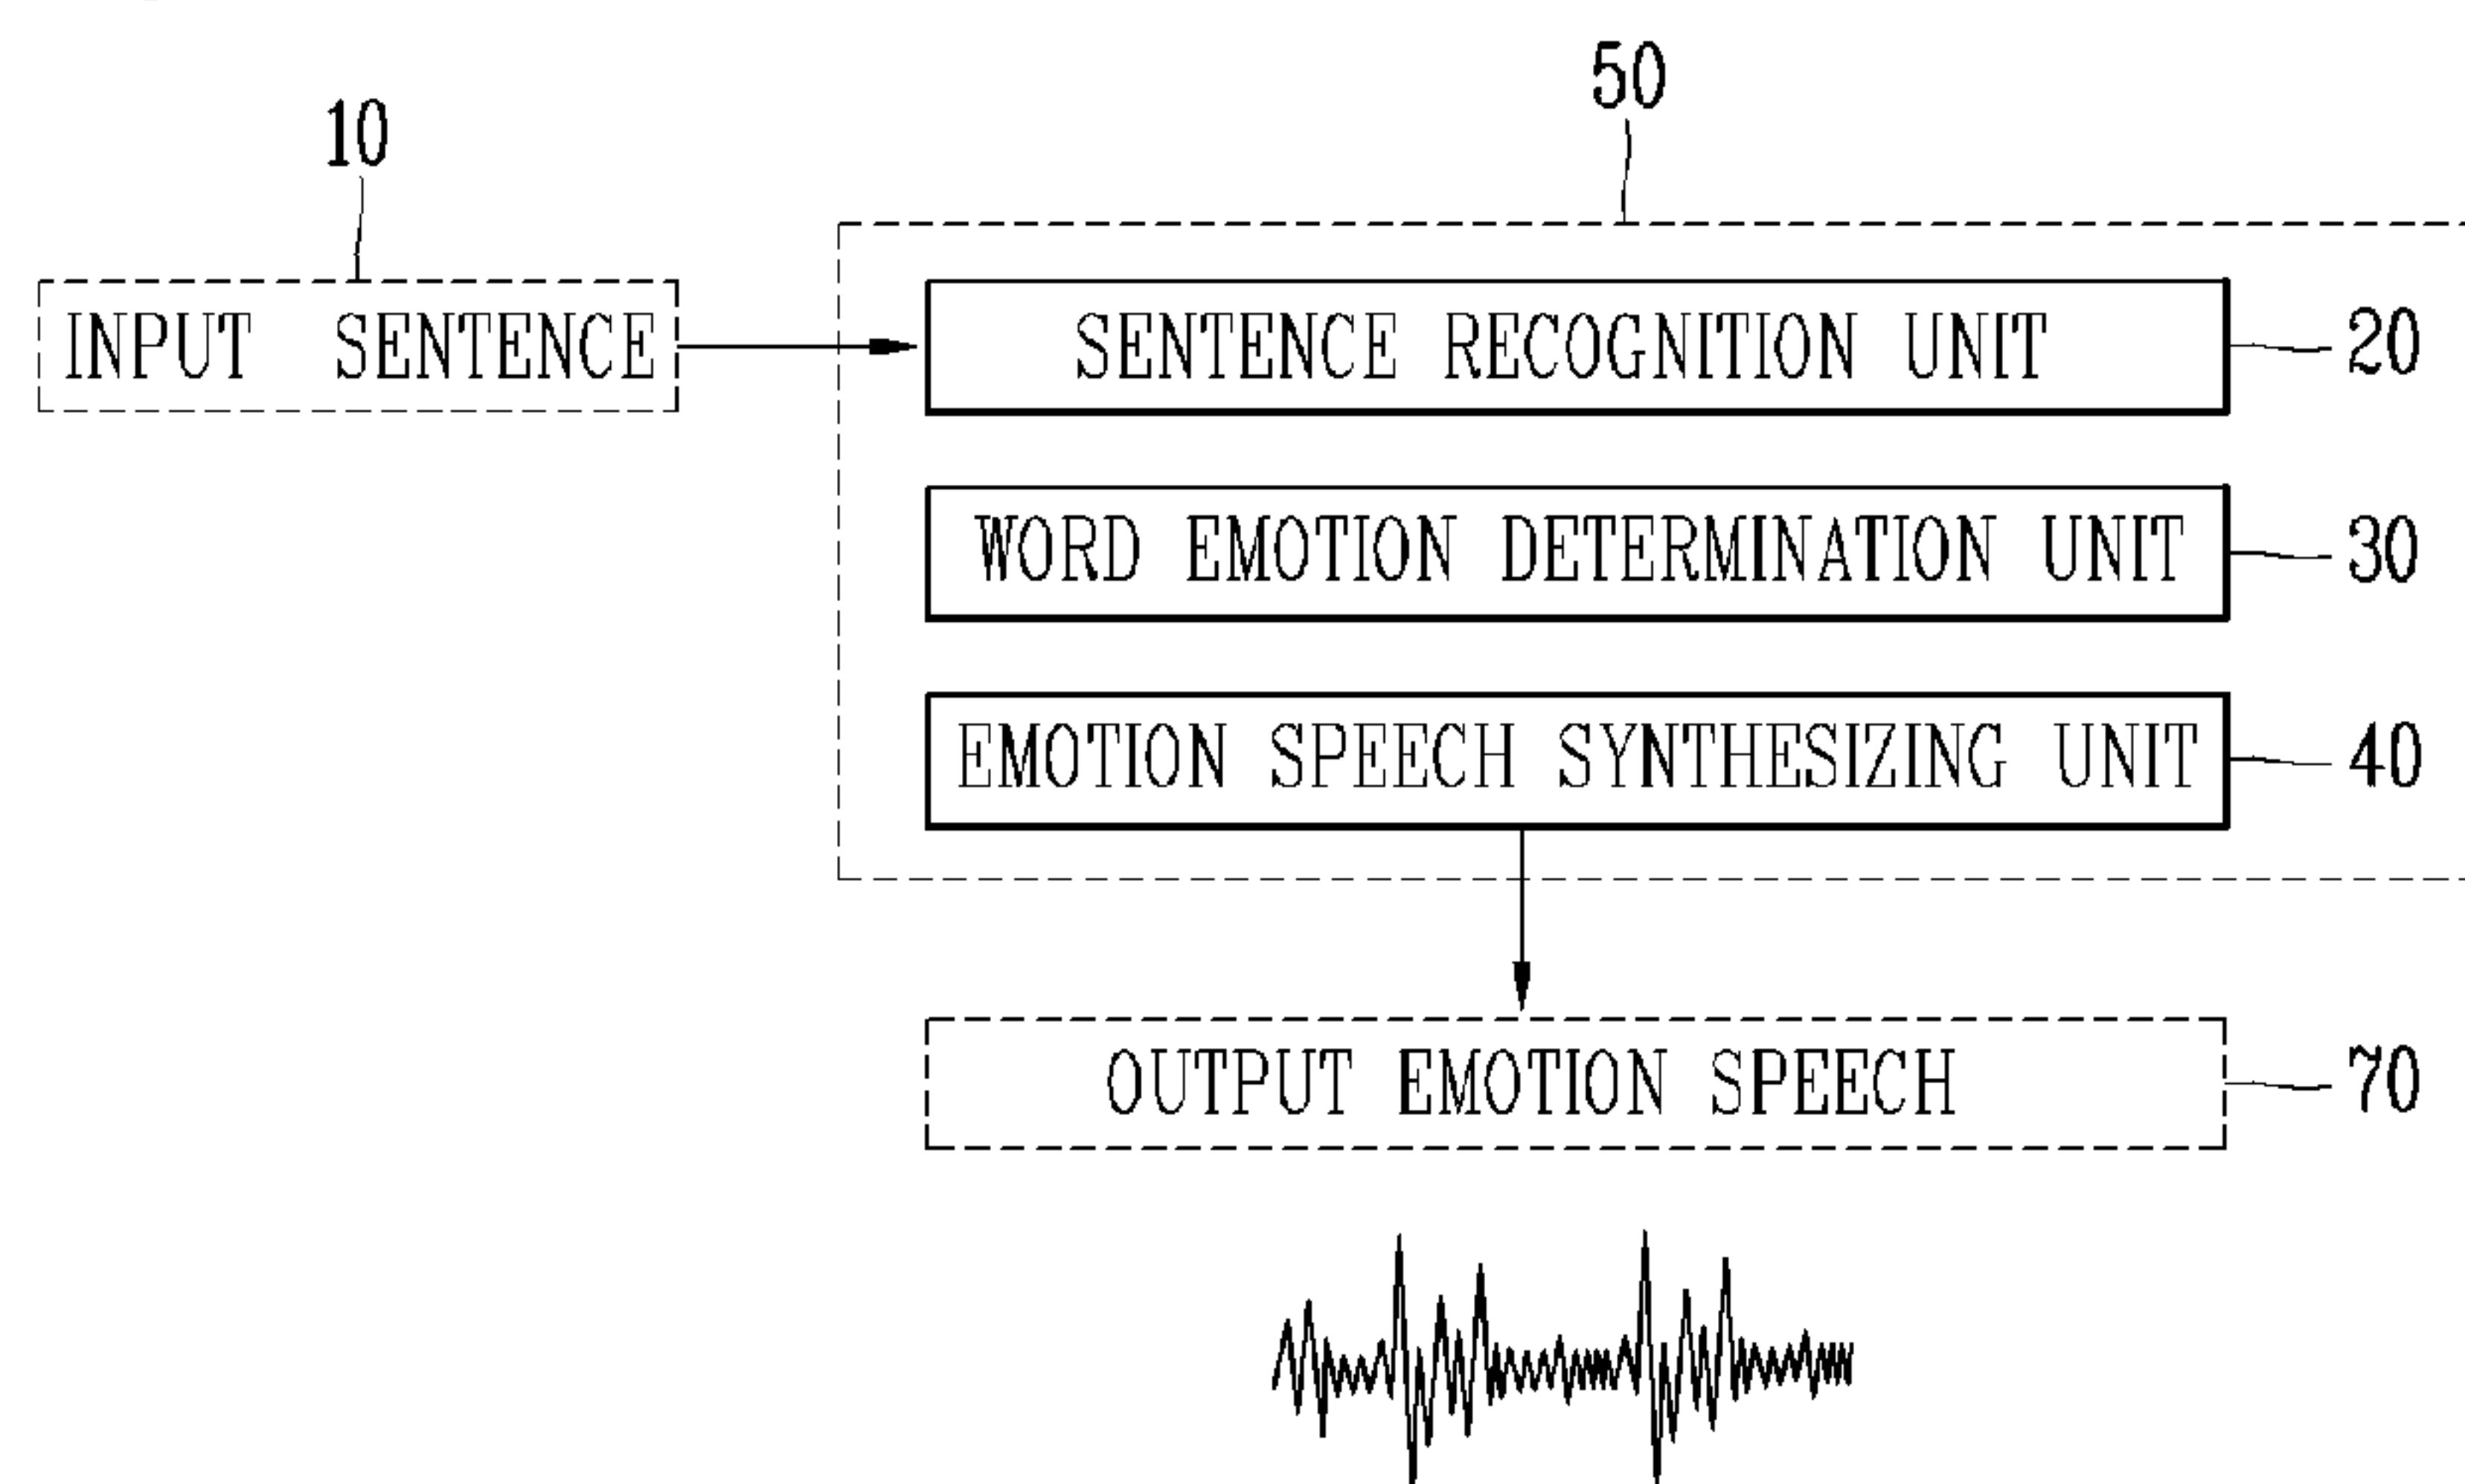 50
10
INPUT SENTENCE
SENTENCE RECOGNITION UNIT
20
WORD EMOTION DETERMINATION UNIT
30
EMOTION SPEECH SYNTHESIZING UNIT
40
OUTPUT EMOTION SPEECH
70